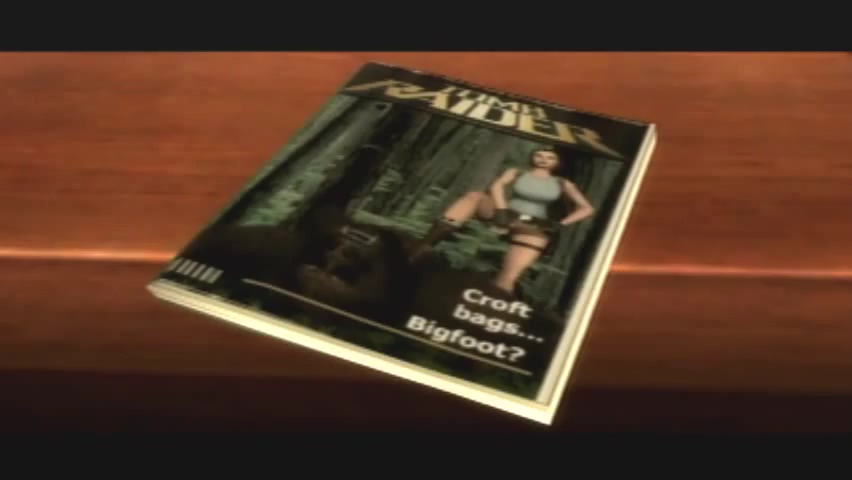 TOMB
RAIDER
Croft
bags...
Bigfoot?